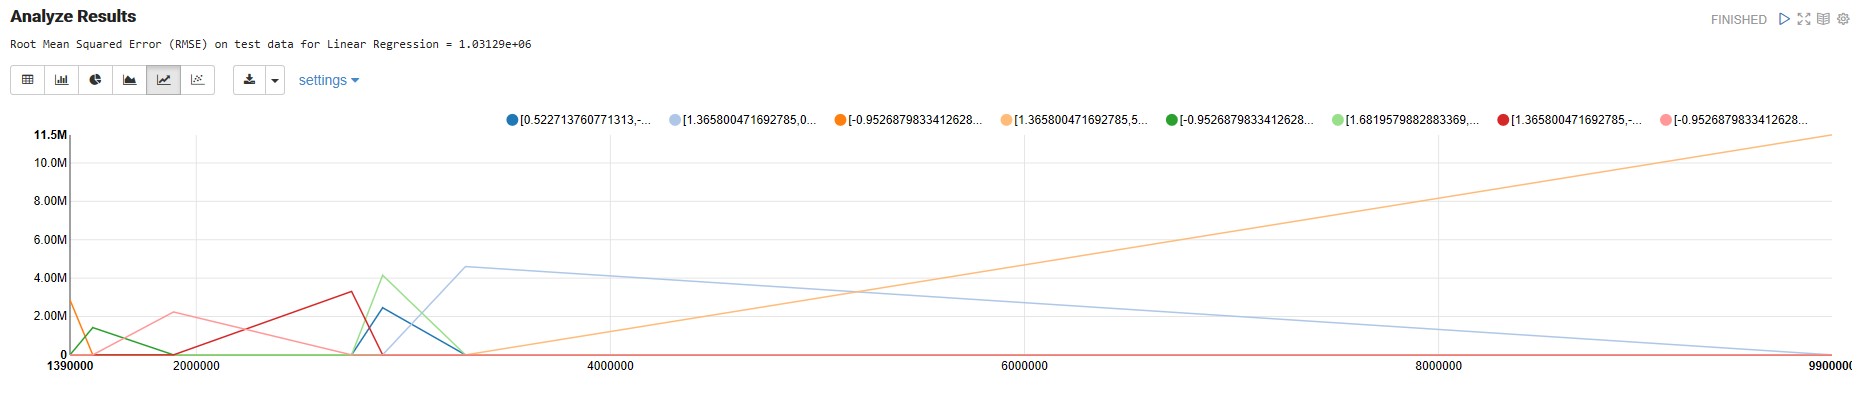 Analyze Results
FINISHED
Root Mean Squared Error (RMSE) on test data for Linear Regression = 1.03129e+06
settings
[0.522713760771313,-... [1.365800471692785,0... [-0.9526879833412628... [1.365800471692785,5... [-0.9526879833412628... [1.6819579882883369,... [1.365800471692785,-... [-0.9526879833412628...
11.5M
10.0M
8.00M
6.00M
4.00M
2.00M
0
1390000 2000000 4000000 6000000 8000000 9900000